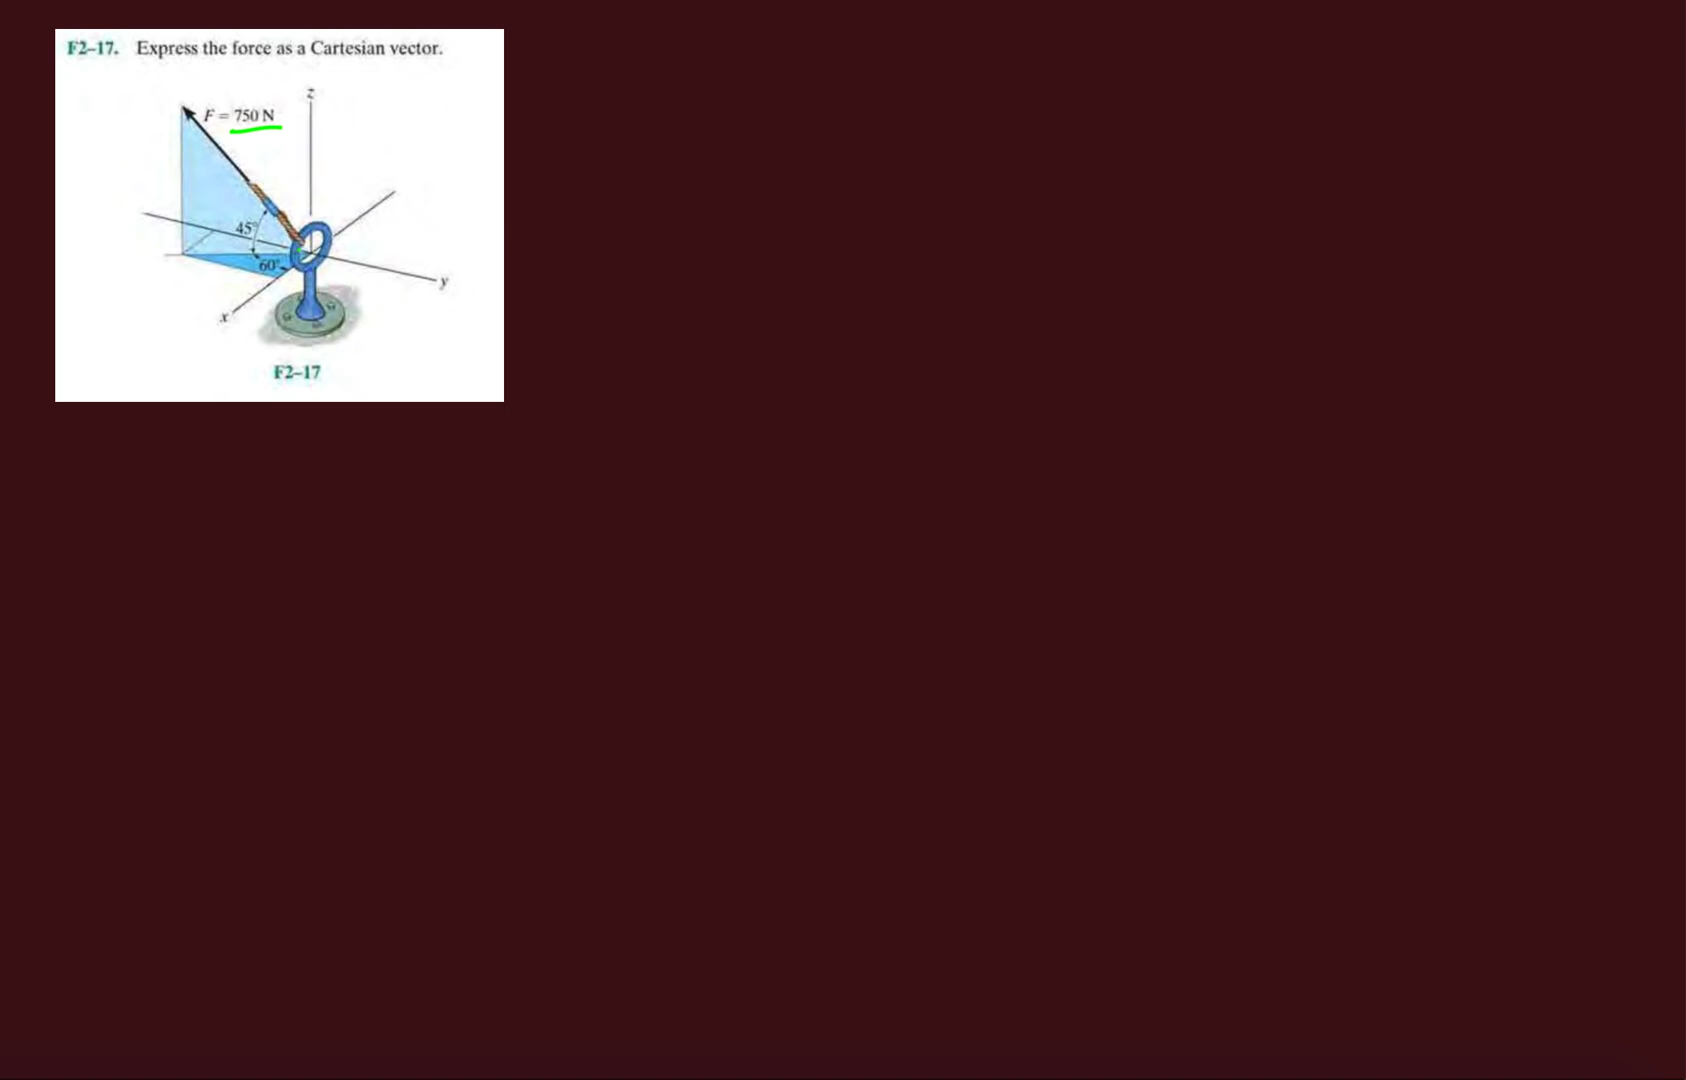 F2–17. Express the force as a Cartesian vector.
z
F = 750 N
45°
60°
y
x
F2–17